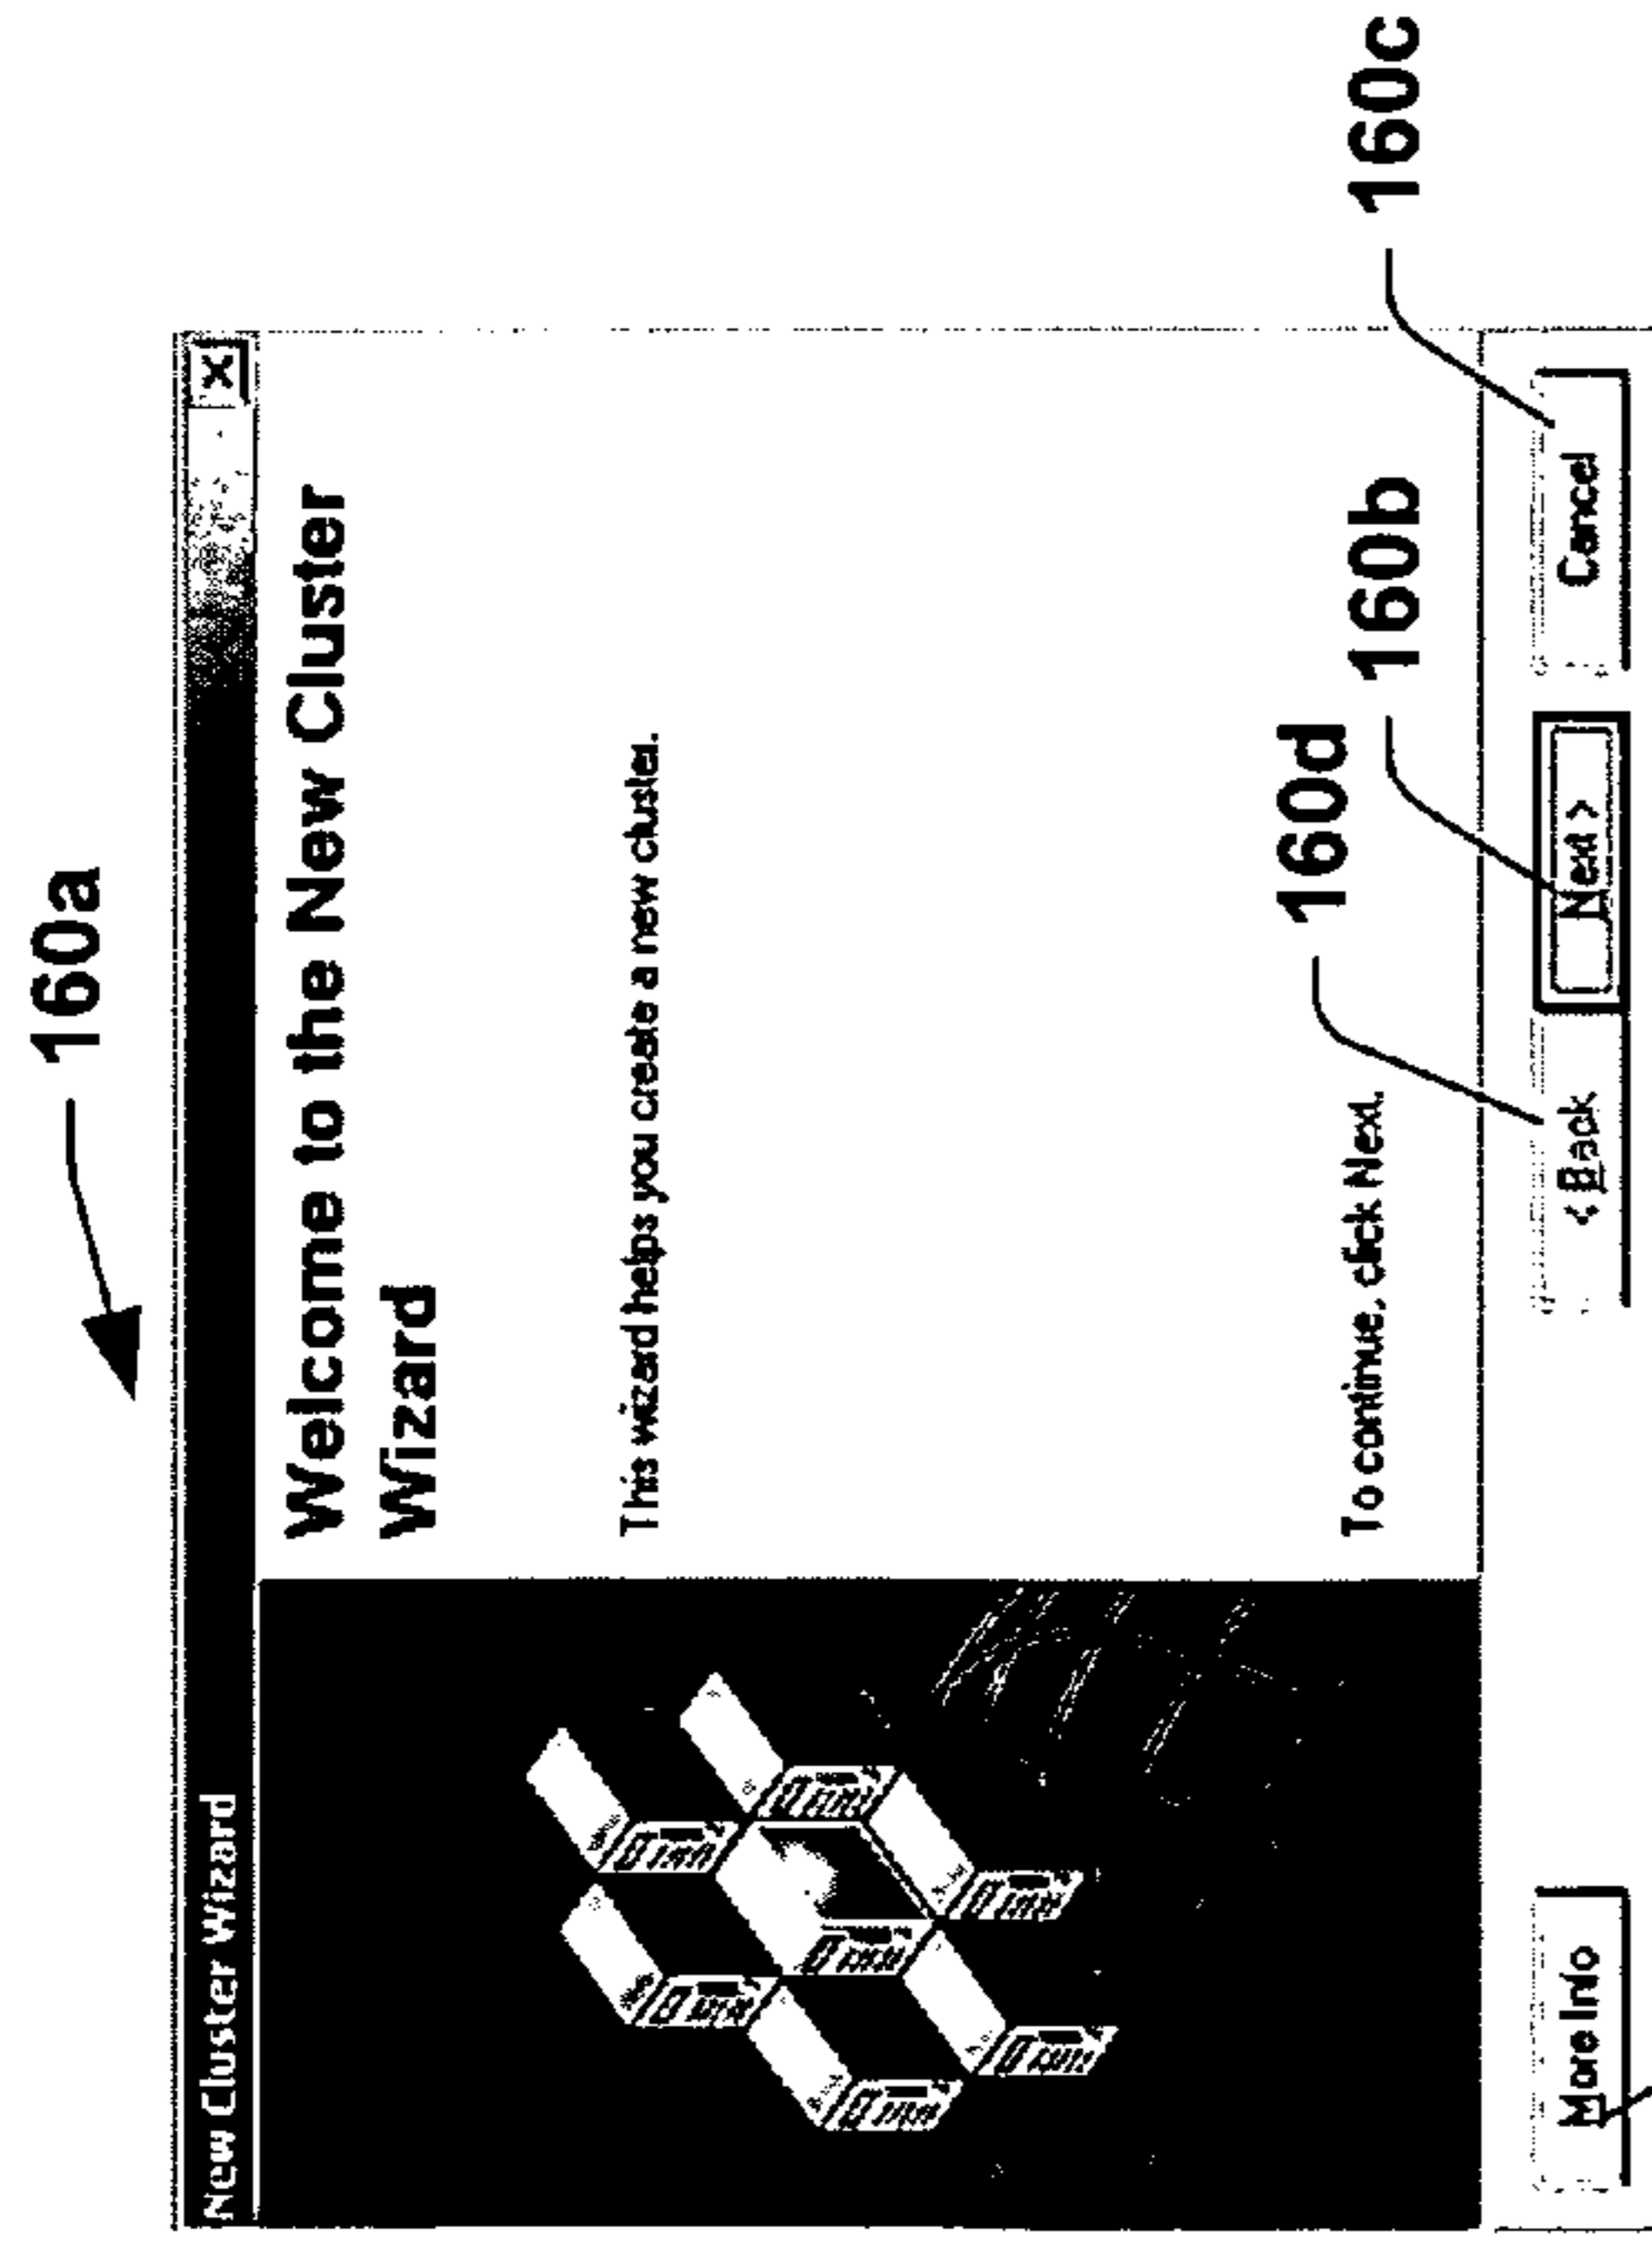 160a
New Cluster Wizard
Welcome to the New Cluster
Wizard
This wizard helps you create a new cluster.
To continue, click Next.
160d
160b
160c
More Info
< Back
Next >
Cancel